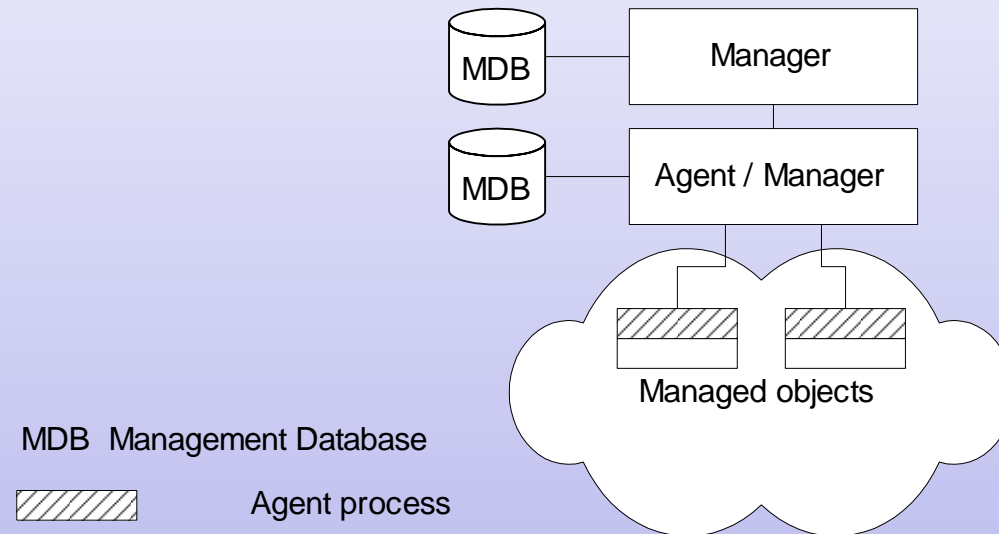 MDB
Manager
MDB
Agent / Manager
Managed objects
MDB Management Database
Agent process